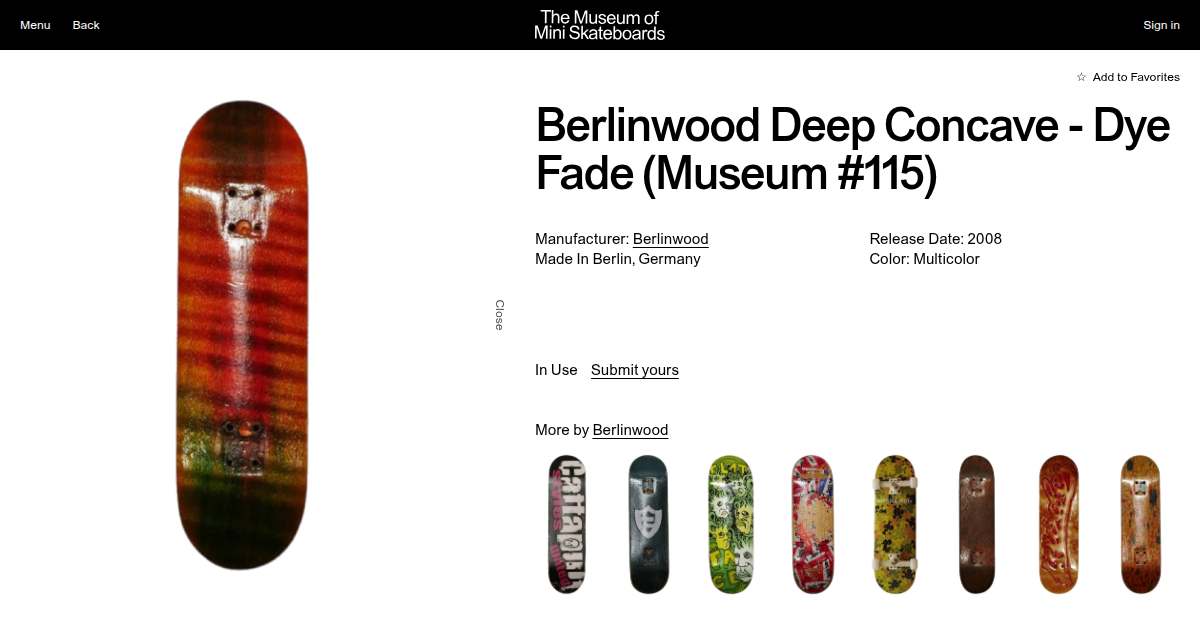 Menu
Back
The Museum of
Mini Skateboards
Sign in
☆ Add to Favorites
Berlinwood Deep Concave - Dye
Fade (Museum #115)
Manufacturer: Berlinwood
Release Date: 2008
Made In Berlin, Germany
Color: Multicolor
Close
In Use
Submit yours
More by Berlinwood